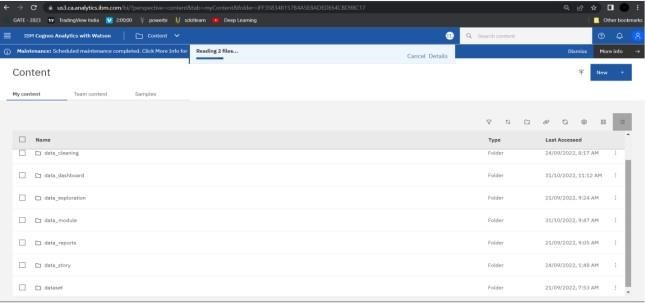 us3.ca.analytics.ibm.com/bi/?perspective=content&tab=myContent&folder=
GATE - 2023 TradingView India 2:00:00 powerbi sololearn Deep Learning Other bookmarks
IBM Cognos Analytics with Watson Content Search content
Maintenance: Scheduled maintenance completed. Click More Info for Reading 2 files... Cancel Details Dismiss More info
Content New +
My content Team content Samples
Name Type Last Accessed
data_cleaning Folder 24/09/2022, 8:17 AM
data_dashboard Folder 31/10/2022, 11:12 AM
data_exploration Folder 21/09/2022, 9:24 AM
data_module Folder 31/10/2022, 9:47 AM
data_reports Folder 21/09/2022, 9:05 AM
data_story Folder 24/09/2022, 1:48 AM
dataset Folder 21/09/2022, 7:53 AM